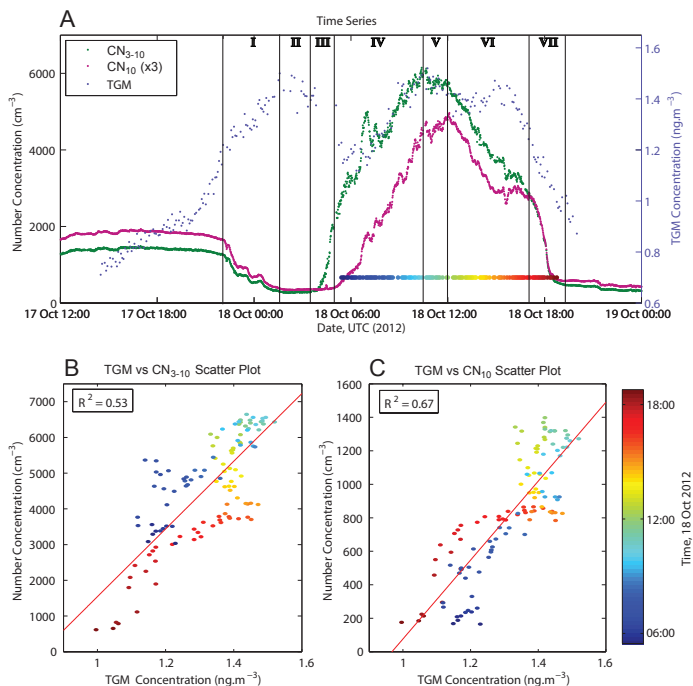 A
Time Series
I II III IV V VI VII
CN3-10
CN10 (x3)
TGM
Number Concentration (cm-3)
6000
4000
2000
0
TGM Concentration (ng.m-3)
1.6
1.4
1.2
1
0.8
0.6
17 Oct 12:00 18 Oct 00:00 18 Oct 06:00 18 Oct 12:00 18 Oct 18:00 19 Oct 00:00
Date, UTC (2012)
B
TGM vs CN3-10 Scatter Plot
R2 = 0.53
Number Concentration (cm-3)
7000
6000
5000
4000
3000
2000
1000
0
1 1.2 1.4 1.6
TGM Concentration (ng.m-3)
C
TGM vs CN10 Scatter Plot
R2 = 0.67
Number Concentration (cm-3)
1600
1400
1200
1000
800
600
400
200
0
1 1.2 1.4 1.6
TGM Concentration (ng.m-3)
18:00
12:00
06:00
Time, 18 Oct 2012